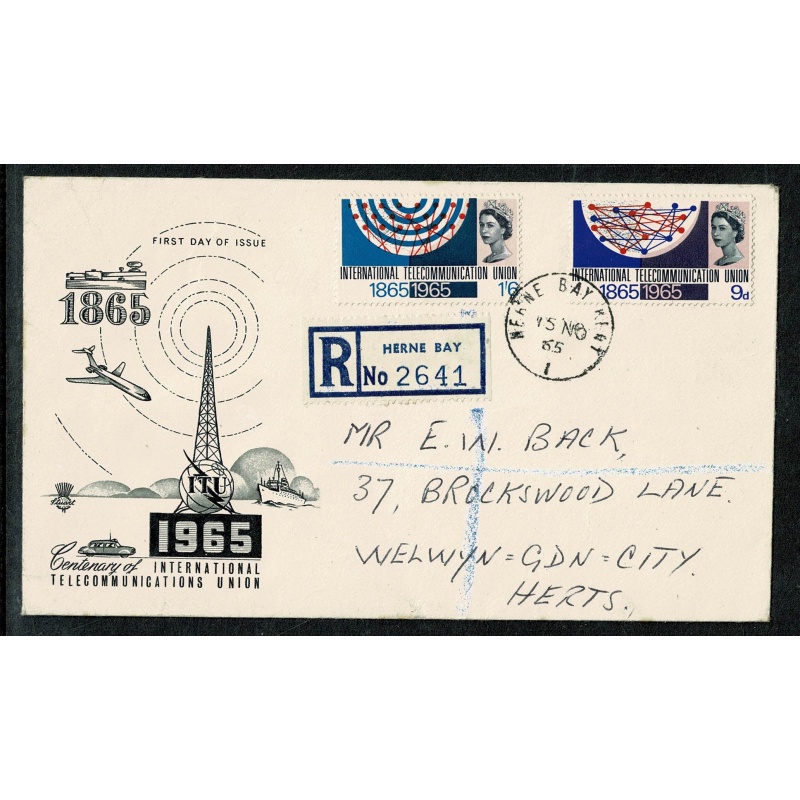 FIRST DAY OF ISSUE
1865
INTERNATIONAL TELECOMMUNICATION UNION
1865 1965 1'6
INTERNATIONAL TELECOMMUNICATION UNION
1865 1965 9d
HERNE BAY KENT
15 NO
65
1
R
HERNE BAY
No 2641
MR E. W. BACK,
37, BROCKSWOOD LANE.
WELWYN=GDN=CITY.
HERTS.,
ITU
Stuart
1965
Centenary of INTERNATIONAL
TELECOMMUNICATIONS UNION